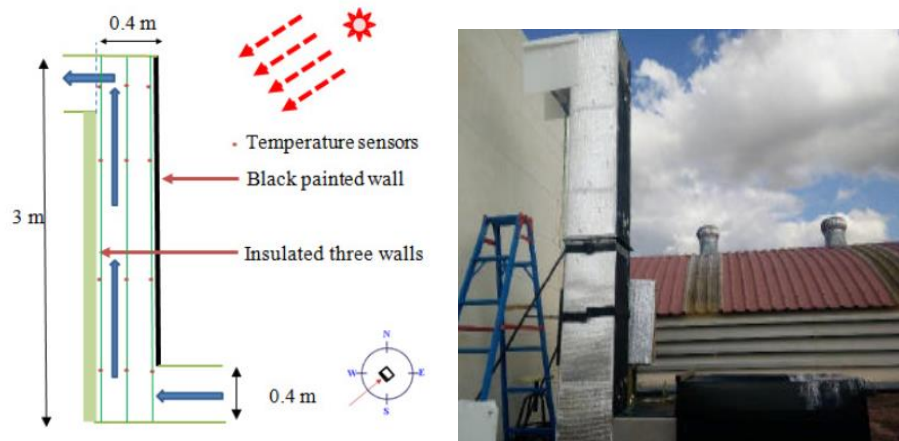 0.4 m
Temperature sensors
Black painted wall
3 m
Insulated three walls
N
W
E
S
0.4 m